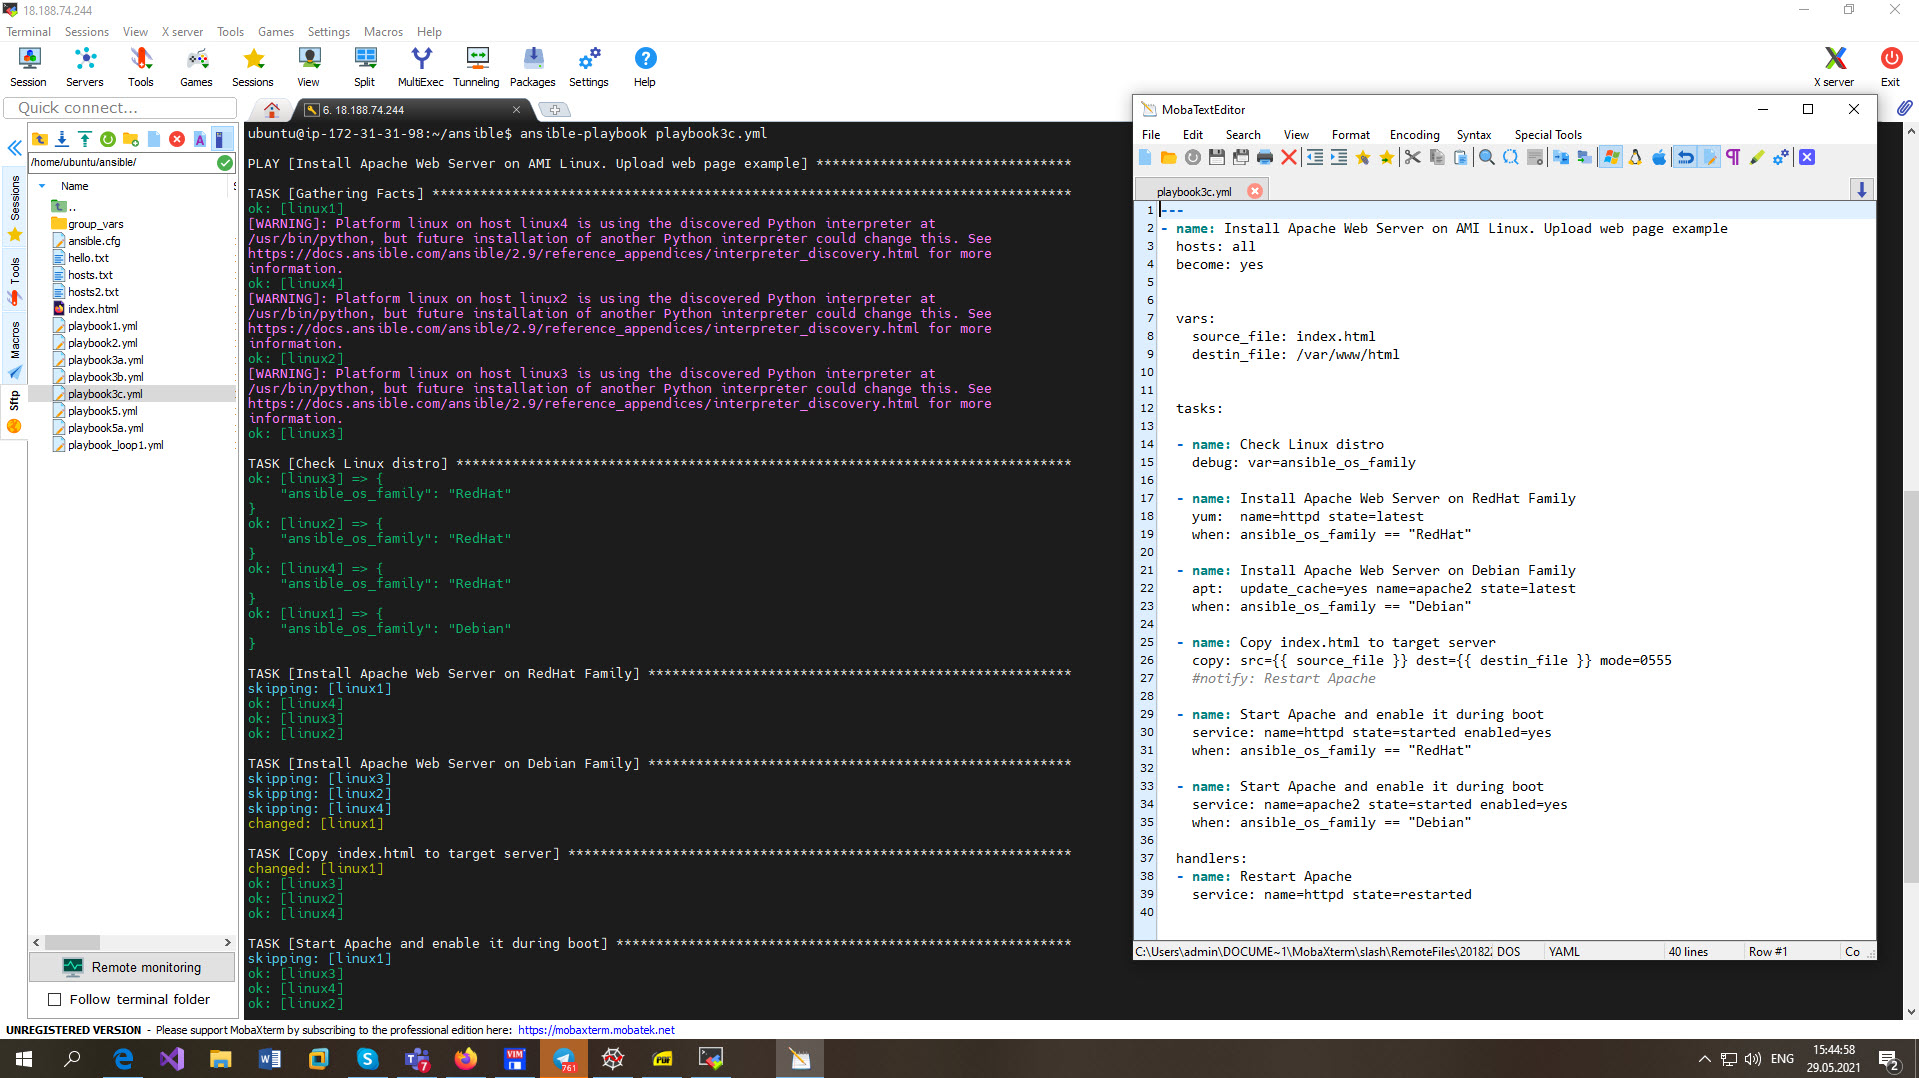 18.188.74.244
Terminal Sessions View X server Tools Games Settings Macros Help
Session Servers Tools Games Sessions View Split MultiExec Tunneling Packages Settings Help X server Exit
Quick connect...
6. 18.188.74.244
/home/ubuntu/ansible/
Name
..
group_vars
ansible.cfg
hello.txt
hosts.txt
hosts2.txt
index.html
playbook1.yml
playbook2.yml
playbook3a.yml
playbook3b.yml
playbook3c.yml
playbook5.yml
playbook5a.yml
playbook_loop1.yml
Sessions
Tools
Macros
Sftp
Remote monitoring
Follow terminal folder
ubuntu@ip-172-31-31-98:~/ansible$ ansible-playbook playbook3c.yml
PLAY [Install Apache Web Server on AMI Linux. Upload web page example] ********************************
TASK [Gathering Facts] ********************************************************************************
ok: [linux1]
[WARNING]: Platform linux on host linux4 is using the discovered Python interpreter at
/usr/bin/python, but future installation of another Python interpreter could change this. See
https://docs.ansible.com/ansible/2.9/reference_appendices/interpreter_discovery.html for more
information.
ok: [linux4]
[WARNING]: Platform linux on host linux2 is using the discovered Python interpreter at
/usr/bin/python, but future installation of another Python interpreter could change this. See
https://docs.ansible.com/ansible/2.9/reference_appendices/interpreter_discovery.html for more
information.
ok: [linux2]
[WARNING]: Platform linux on host linux3 is using the discovered Python interpreter at
/usr/bin/python, but future installation of another Python interpreter could change this. See
https://docs.ansible.com/ansible/2.9/reference_appendices/interpreter_discovery.html for more
information.
ok: [linux3]
TASK [Check Linux distro] *****************************************************************************
ok: [linux3] => {
"ansible_os_family": "RedHat"
}
ok: [linux2] => {
"ansible_os_family": "RedHat"
}
ok: [linux4] => {
"ansible_os_family": "RedHat"
}
ok: [linux1] => {
"ansible_os_family": "Debian"
}
TASK [Install Apache Web Server on RedHat Family] *****************************************************
skipping: [linux1]
ok: [linux4]
ok: [linux3]
ok: [linux2]
TASK [Install Apache Web Server on Debian Family] *****************************************************
skipping: [linux3]
skipping: [linux2]
skipping: [linux4]
changed: [linux1]
TASK [Copy index.html to target server] ***************************************************************
changed: [linux1]
ok: [linux3]
ok: [linux2]
ok: [linux4]
TASK [Start Apache and enable it during boot] *********************************************************
skipping: [linux1]
ok: [linux3]
ok: [linux4]
ok: [linux2]
MobaTextEditor
File Edit Search View Format Encoding Syntax Special Tools
playbook3c.yml
1 ---
2 - name: Install Apache Web Server on AMI Linux. Upload web page example
3 hosts: all
4 become: yes
5
6
7 vars:
8 source_file: index.html
9 destin_file: /var/www/html
10
11
12 tasks:
13
14 - name: Check Linux distro
15 debug: var=ansible_os_family
16
17 - name: Install Apache Web Server on RedHat Family
18 yum: name=httpd state=latest
19 when: ansible_os_family == "RedHat"
20
21 - name: Install Apache Web Server on Debian Family
22 apt: update_cache=yes name=apache2 state=latest
23 when: ansible_os_family == "Debian"
24
25 - name: Copy index.html to target server
26 copy: src={{ source_file }} dest={{ destin_file }} mode=0555
27 #notify: Restart Apache
28
29 - name: Start Apache and enable it during boot
30 service: name=httpd state=started enabled=yes
31 when: ansible_os_family == "RedHat"
32
33 - name: Start Apache and enable it during boot
34 service: name=apache2 state=started enabled=yes
35 when: ansible_os_family == "Debian"
36
37 handlers:
38 - name: Restart Apache
39 service: name=httpd state=restarted
40
C:\Users\admin\DOCUME~1\MobaXterm\slash\RemoteFiles\20182 DOS YAML 40 lines Row #1 Co
UNREGISTERED VERSION - Please support MobaXterm by subscribing to the professional edition here: https://mobaxterm.mobatek.net
7
VIM
761
PDF
ENG
15:44:58
29.05.2021
2